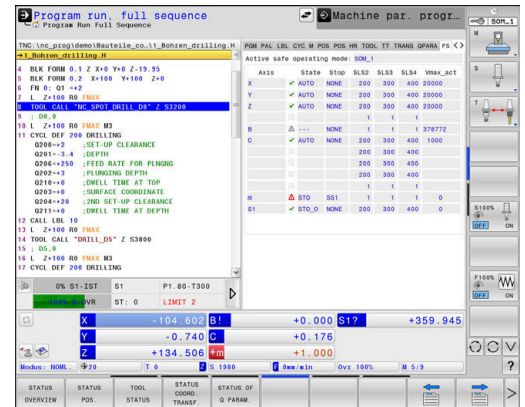 Program run, full sequence
Program Run Full Sequence
Machine par. progr…
SOM_1
TNC:\nc_prog\demo\Bauteile_co…\1_Bohren_drilling.H
→1_Bohren_drilling.H
4 BLK FORM 0.1 Z X+0 Y+0 Z-19.95
5 BLK FORM 0.2 X+100 Y+100 Z+0
6 FN 0: Q1 =+2
7 L Z+100 R0 FMAX
8 TOOL CALL "NC_SPOT_DRILL_D8" Z S3200
9 ; D8,0
10 L Z+100 R0 FMAX M3
11 CYCL DEF 200 DRILLING
Q200=+2 ;SET-UP CLEARANCE
Q201=-3.4 ;DEPTH
Q206=+250 ;FEED RATE FOR PLNGNG
Q202=+3 ;PLUNGING DEPTH
Q210=+0 ;DWELL TIME AT TOP
Q203=+0 ;SURFACE COORDINATE
Q204=+20 ;2ND SET-UP CLEARANCE
Q211=+0 ;DWELL TIME AT DEPTH
12 CALL LBL 10
13 L Z+100 R0 FMAX
14 TOOL CALL "DRILL_D5" Z S3800
15 ; D5,0
16 L Z+100 R0 FMAX M3
17 CYCL DEF 200 DRILLING
PGM PAL LBL CYC M POS POS HR TOOL TT TRANS QPARA FS
Active safe operating mode: SOM_1
Axis State Stop SLS2 SLS3 SLS4 Vmax_act
X AUTO NONE 200 300 400 20000
Y AUTO NONE 200 300 400 20000
Z AUTO NONE 200 300 400 20000
1 1 1
B --- NONE 1 1 1 378772
C AUTO NONE 200 300 400 1000
200 300 400
200 300 400
200 300 400
1 1 1
m STO SS1 1 1 1 0
S1 STO_O NONE 200 300 400 0
0% S1-IST S1 P1.80-T300
100% S-OVR ST: 0 LIMIT 2
X -104.602 B! +0.000 S1? +359.945
Y -0.740 C +0.176
Z +134.506 +m +1.000
Modus: NOML. 20 T 0 Z S 1900 F 0mm/min Ovr 100% M 5/9
M
S
T
S100%
OFF ON
F100%
OFF ON
STATUS OVERVIEW
STATUS POS.
TOOL STATUS
STATUS COORD. TRANSF.
STATUS OF Q PARAM.
?